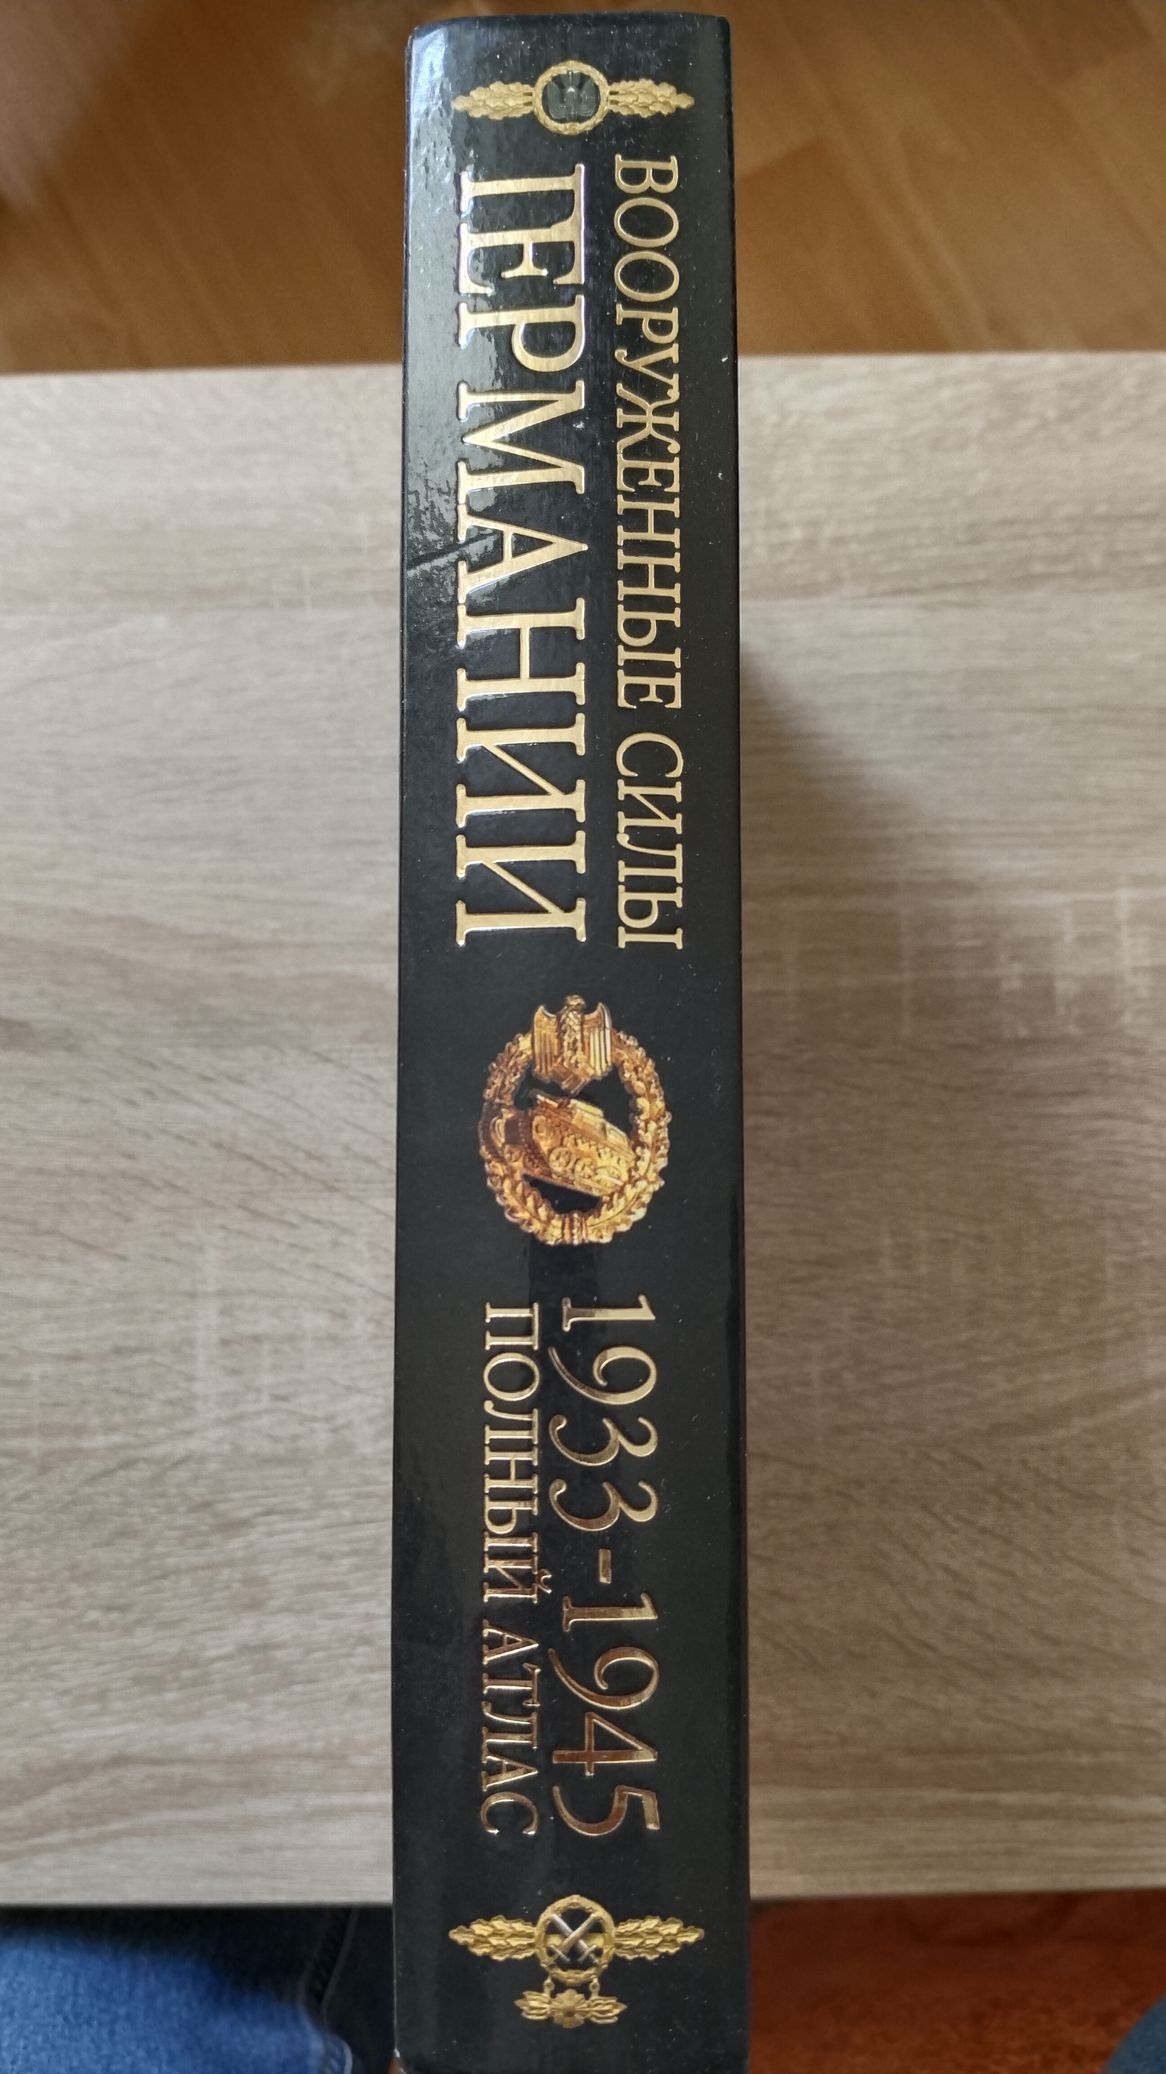 ВООРУЖЕННЫЕ СИЛЫ
ГЕРМАНИИ
1933-1945
ПОЛНЫЙ АТЛАС